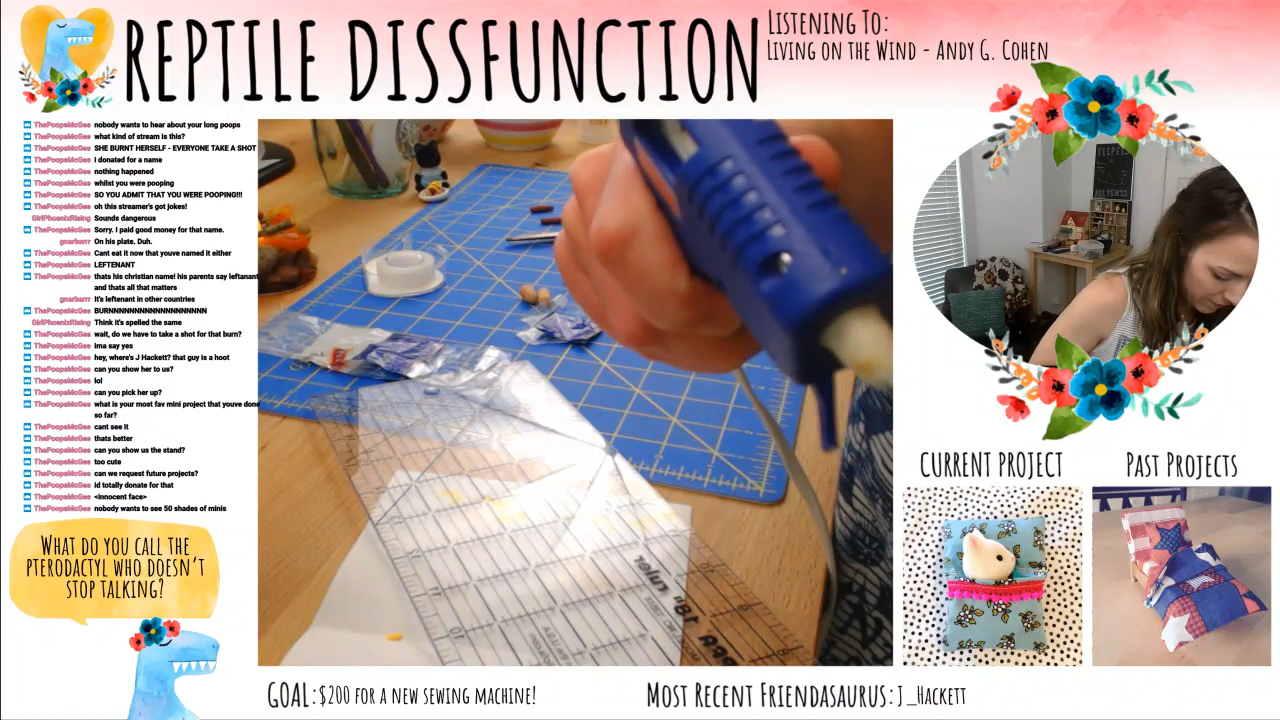 REPTILE DISSFUNCTION
LISTENING TO:
LIVING ON THE WIND - ANDY G. COHEN
ThePoopsMcGee nobody wants to hear about your long poops
ThePoopsMcGee what kind of stream is this?
ThePoopsMcGee SHE BURNT HERSELF - EVERYONE TAKE A SHOT
ThePoopsMcGee i donated for a name
ThePoopsMcGee nothing happened
ThePoopsMcGee whilst you were pooping
ThePoopsMcGee SO YOU ADMIT THAT YOU WERE POOPING!!!
ThePoopsMcGee oh this streamer's got jokes!
GirlPhoenixRising Sounds dangerous
ThePoopsMcGee Sorry. I paid good money for that name.
gnarbarrr On his plate. Duh.
ThePoopsMcGee Cant eat it now that youve named it either
ThePoopsMcGee LEFTENANT
ThePoopsMcGee thats his christian name! his parents say leftanant
and thats all that matters
gnarbarrr It's leftenant in other countries
ThePoopsMcGee BURNNNNNNNNNNNNNNNNNNN
GirlPhoenixRising Think it's spelled the same
ThePoopsMcGee wait, do we have to take a shot for that burn?
ThePoopsMcGee ima say yes
ThePoopsMcGee hey, where's J Hackett? that guy is a hoot
ThePoopsMcGee can you show her to us?
ThePoopsMcGee lol
ThePoopsMcGee can you pick her up?
ThePoopsMcGee what is your most fav mini project that youve done
so far?
ThePoopsMcGee cant see it
ThePoopsMcGee thats better
ThePoopsMcGee can you show us the stand?
ThePoopsMcGee too cute
ThePoopsMcGee can we request future projects?
ThePoopsMcGee id totally donate for that
ThePoopsMcGee <innocent face>
ThePoopsMcGee nobody wants to see 50 shades of minis
WHAT DO YOU CALL THE
PTERODACTYL WHO DOESN'T
STOP TALKING?
CURRENT PROJECT
PAST PROJECTS
GOAL: $200 FOR A NEW SEWING MACHINE!
MOST RECENT FRIENDASAURUS: J_HACKETT